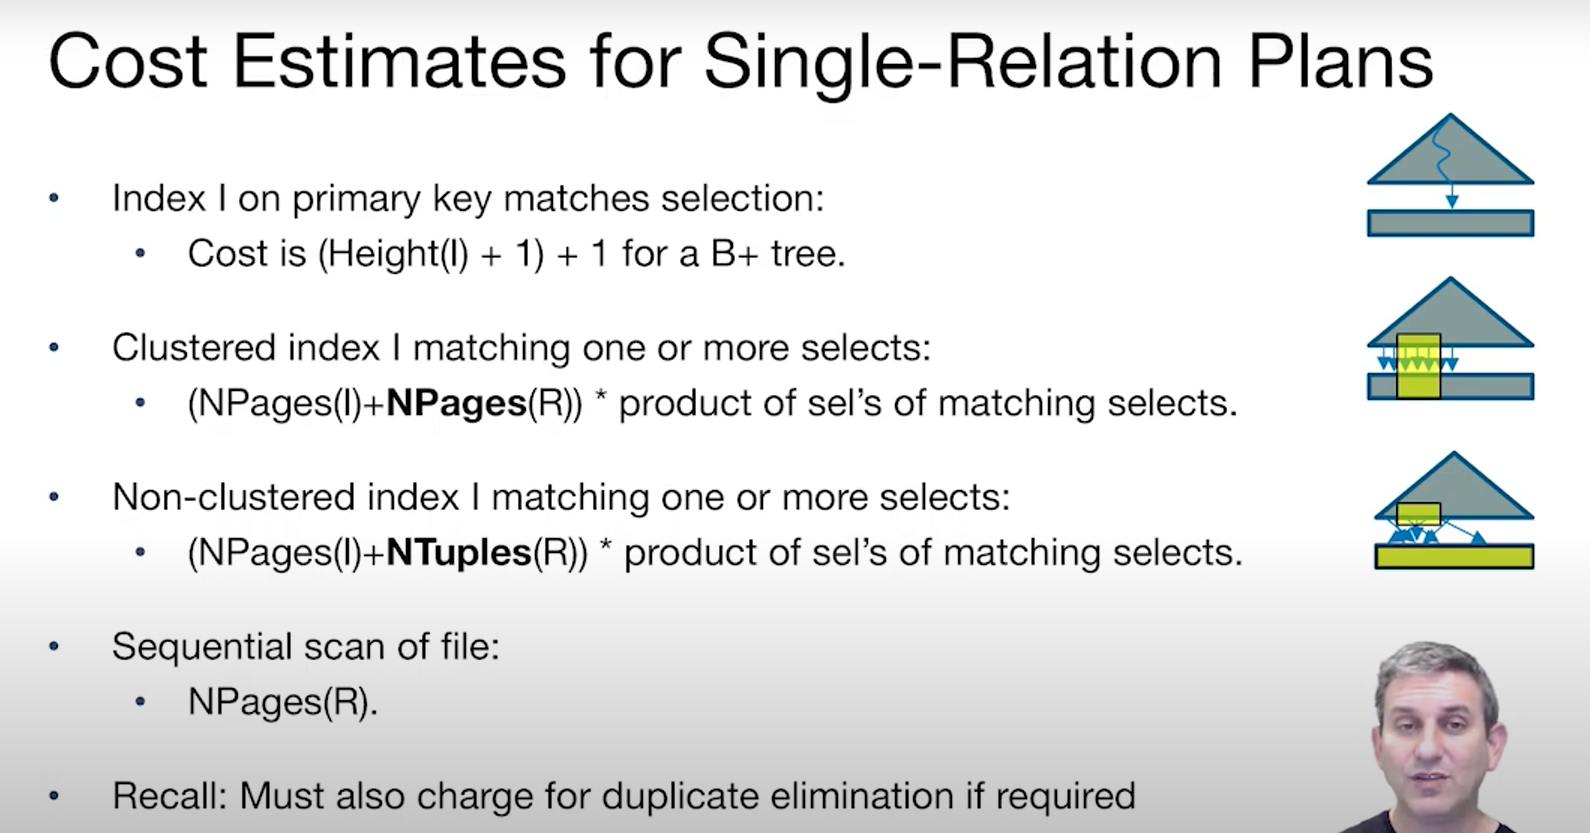 Cost Estimates for Single-Relation Plans
• Index I on primary key matches selection:
• Cost is (Height(I) + 1) + 1 for a B+ tree.
• Clustered index I matching one or more selects:
• (NPages(I)+NPages(R)) * product of sel’s of matching selects.
• Non-clustered index I matching one or more selects:
• (NPages(I)+NTuples(R)) * product of sel’s of matching selects.
• Sequential scan of file:
• NPages(R).
• Recall: Must also charge for duplicate elimination if required